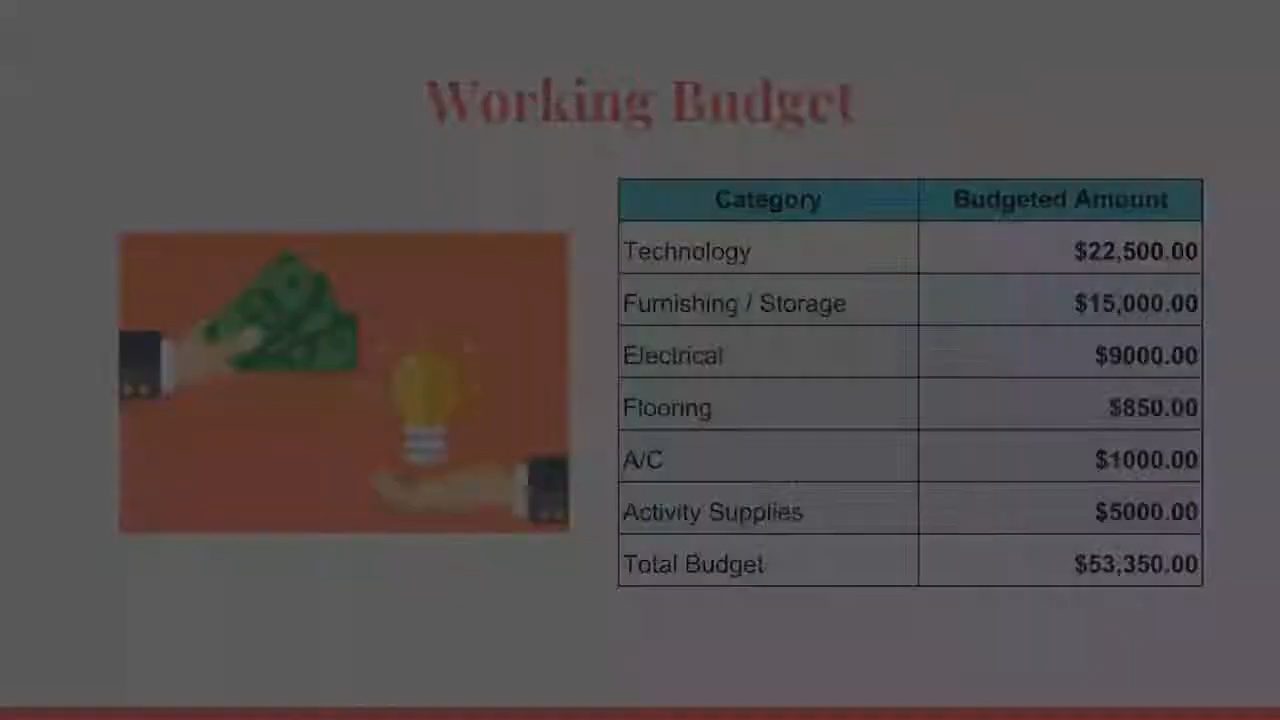 Working Budget
Category Budgeted Amount
Technology $22,500.00
Furnishing / Storage $15,000.00
Electrical $9000.00
Flooring $850.00
A/C $1000.00
Activity Supplies $5000.00
Total Budget $53,350.00